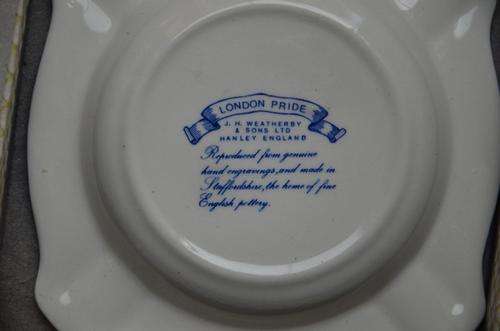 LONDON PRIDE
J. H. WEATHERBY
& SONS LTD
HANLEY ENGLAND
Reproduced from genuine
hand engravings, and made in
Staffordshire, the home of fine
English pottery.